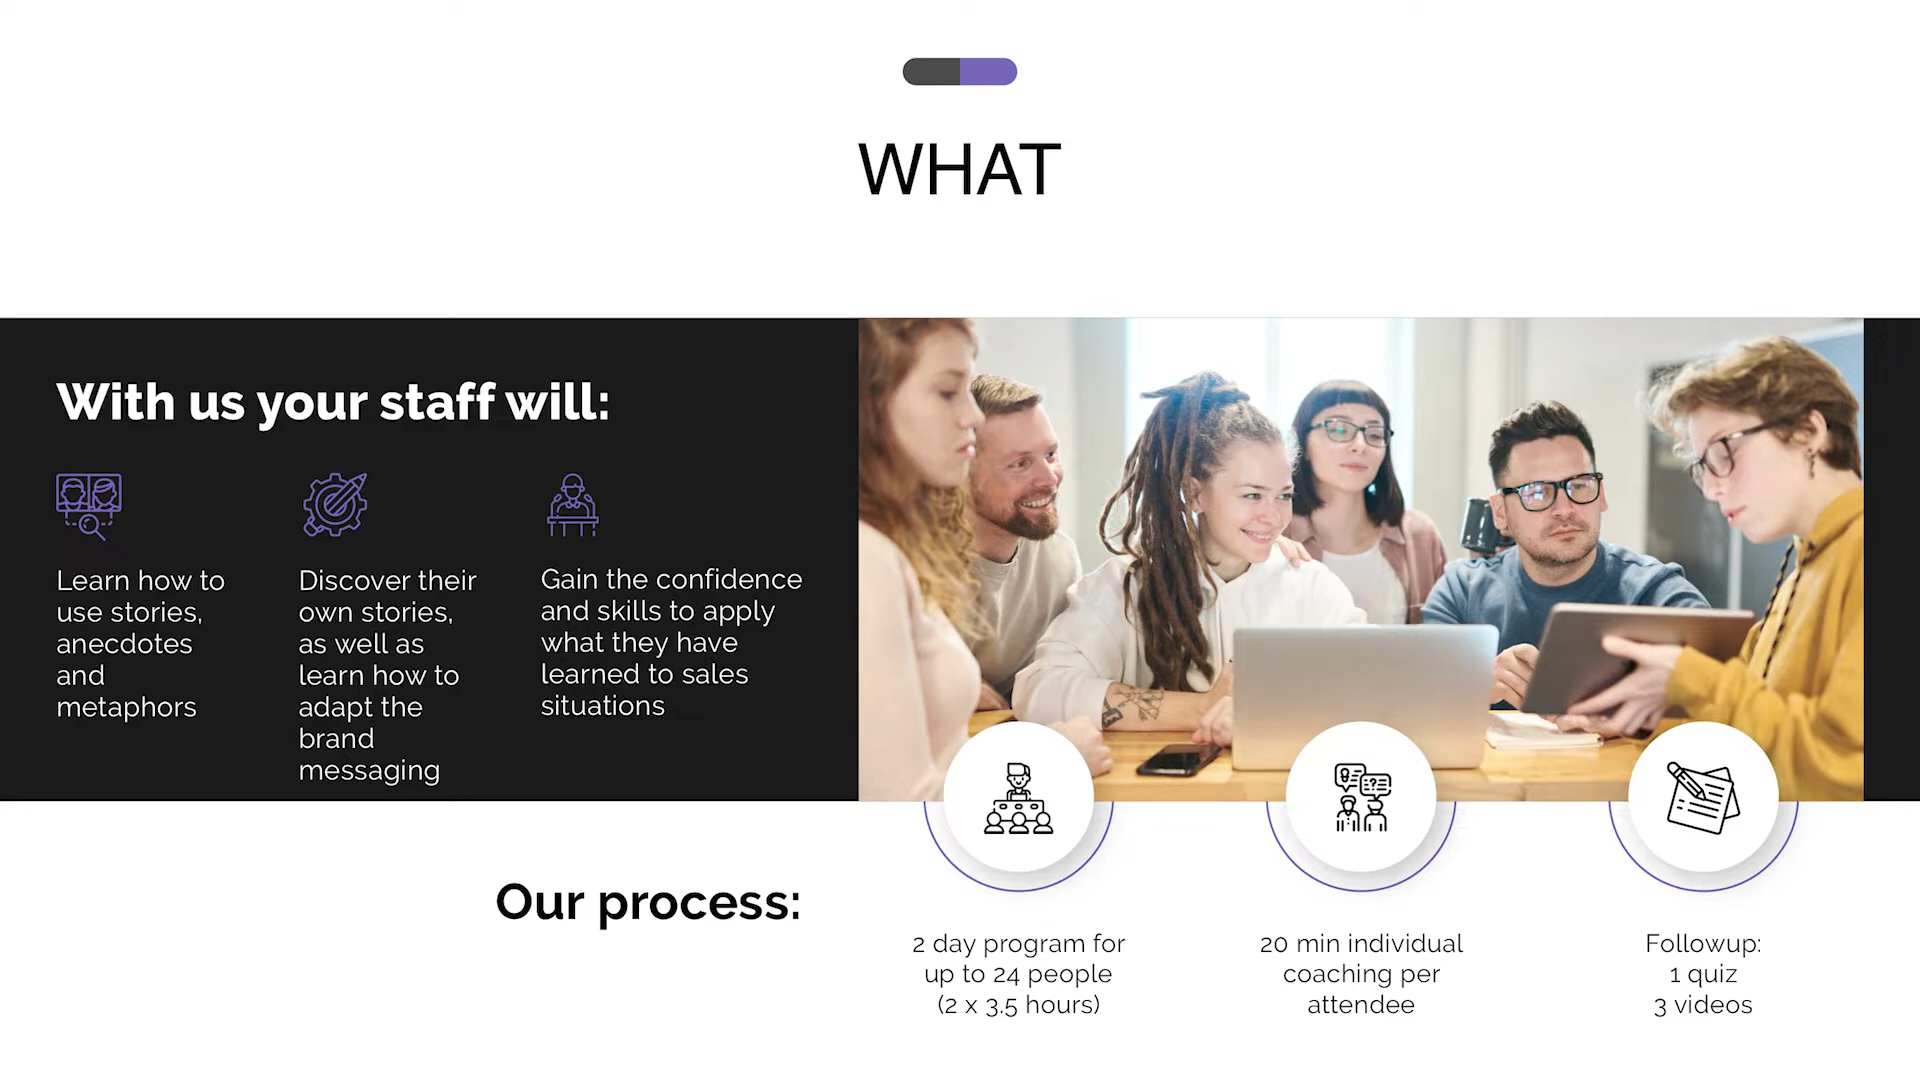 WHAT
With us your staff will:
Learn how to
use stories,
anecdotes
and
metaphors
Discover their
own stories,
as well as
learn how to
adapt the
brand
messaging
Gain the confidence
and skills to apply
what they have
learned to sales
situations
Our process:
2 day program for
up to 24 people
(2 x 3.5 hours)
20 min individual
coaching per
attendee
Followup:
1 quiz
3 videos